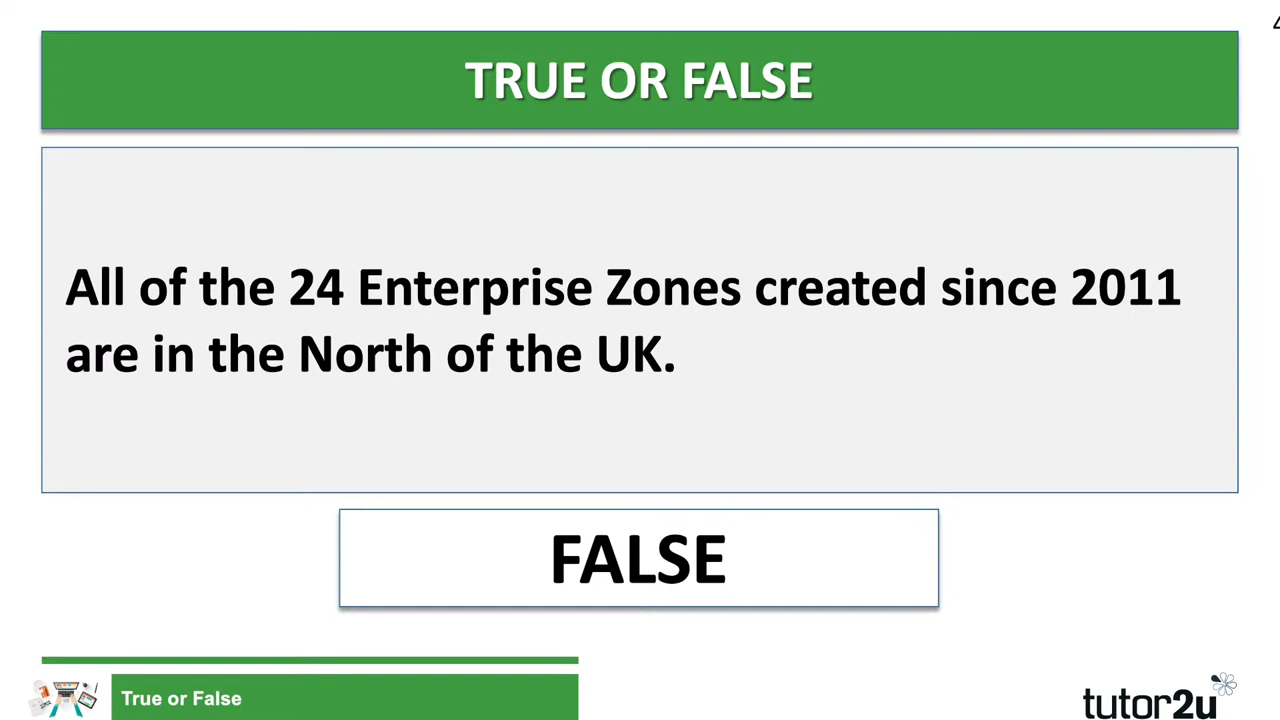 TRUE OR FALSE
All of the 24 Enterprise Zones created since 2011
are in the North of the UK.
FALSE
True or False
tutor2u